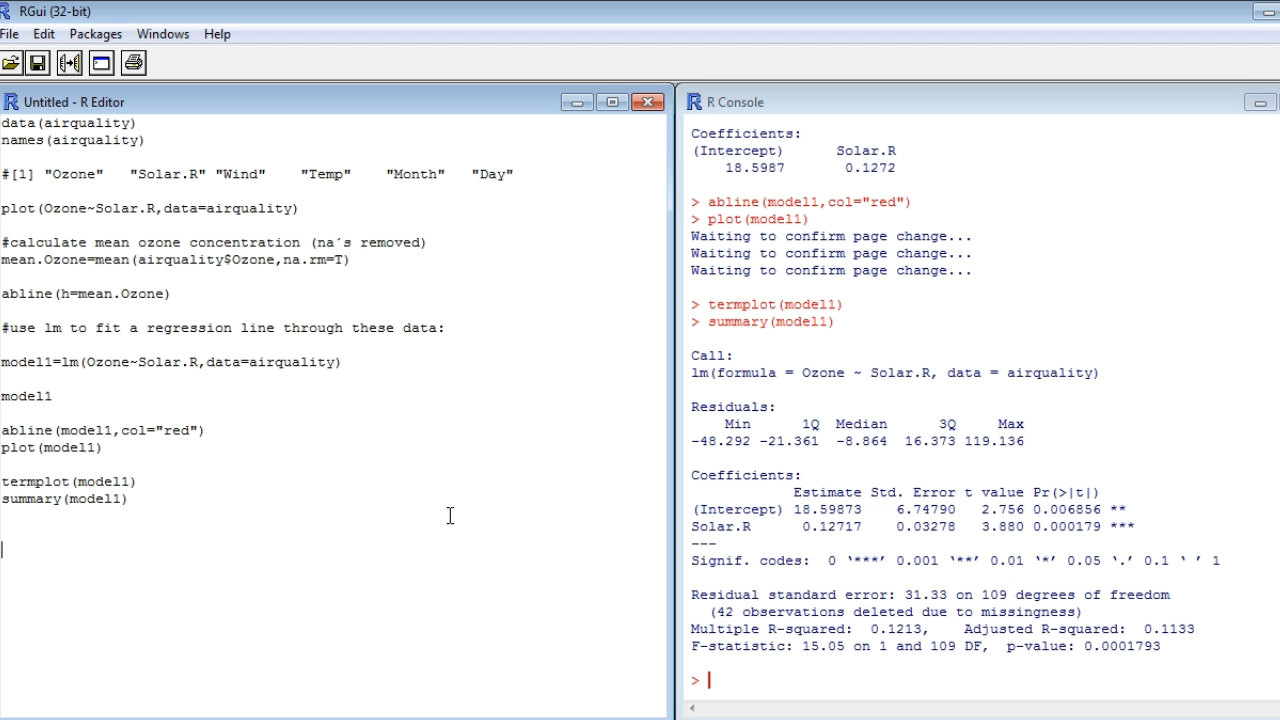 RGui (32-bit)
File Edit Packages Windows Help
Untitled - R Editor
data(airquality)
names(airquality)
#[1] "Ozone"   "Solar.R" "Wind"    "Temp"    "Month"   "Day"
plot(Ozone~Solar.R,data=airquality)
#calculate mean ozone concentration (na´s removed)
mean.Ozone=mean(airquality$Ozone,na.rm=T)
abline(h=mean.Ozone)
#use lm to fit a regression line through these data:
model1=lm(Ozone~Solar.R,data=airquality)
model1
abline(model1,col="red")
plot(model1)
termplot(model1)
summary(model1)
R Console
Coefficients:
(Intercept)      Solar.R
    18.5987       0.1272
> abline(model1,col="red")
> plot(model1)
Waiting to confirm page change...
Waiting to confirm page change...
Waiting to confirm page change...
> termplot(model1)
> summary(model1)
Call:
lm(formula = Ozone ~ Solar.R, data = airquality)
Residuals:
    Min      1Q  Median      3Q     Max
-48.292 -21.361  -8.864  16.373 119.136
Coefficients:
            Estimate Std. Error t value Pr(>|t|)
(Intercept) 18.59873    6.74790   2.756 0.006856 **
Solar.R      0.12717    0.03278   3.880 0.000179 ***
---
Signif. codes:  0 ‘***’ 0.001 ‘**’ 0.01 ‘*’ 0.05 ‘.’ 0.1 ‘ ’ 1
Residual standard error: 31.33 on 109 degrees of freedom
  (42 observations deleted due to missingness)
Multiple R-squared:  0.1213,    Adjusted R-squared:  0.1133
F-statistic: 15.05 on 1 and 109 DF,  p-value: 0.0001793
>